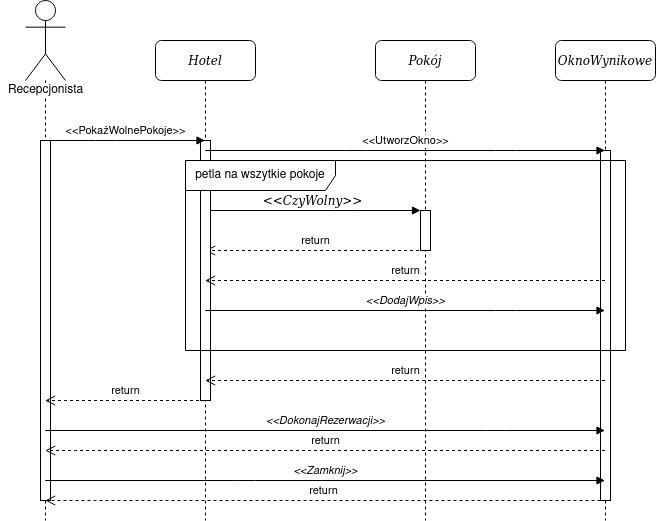 Hotel
Pokój
OknoWynikowe
Recepcjonista
<<PokażWolnePokoje>>
<<UtworzOkno>>
petla na wszytkie pokoje
<<CzyWolny>>
return
return
<<DodajWpis>>
return
return
<<DokonajRezerwacji>>
return
<<Zamknij>>
return